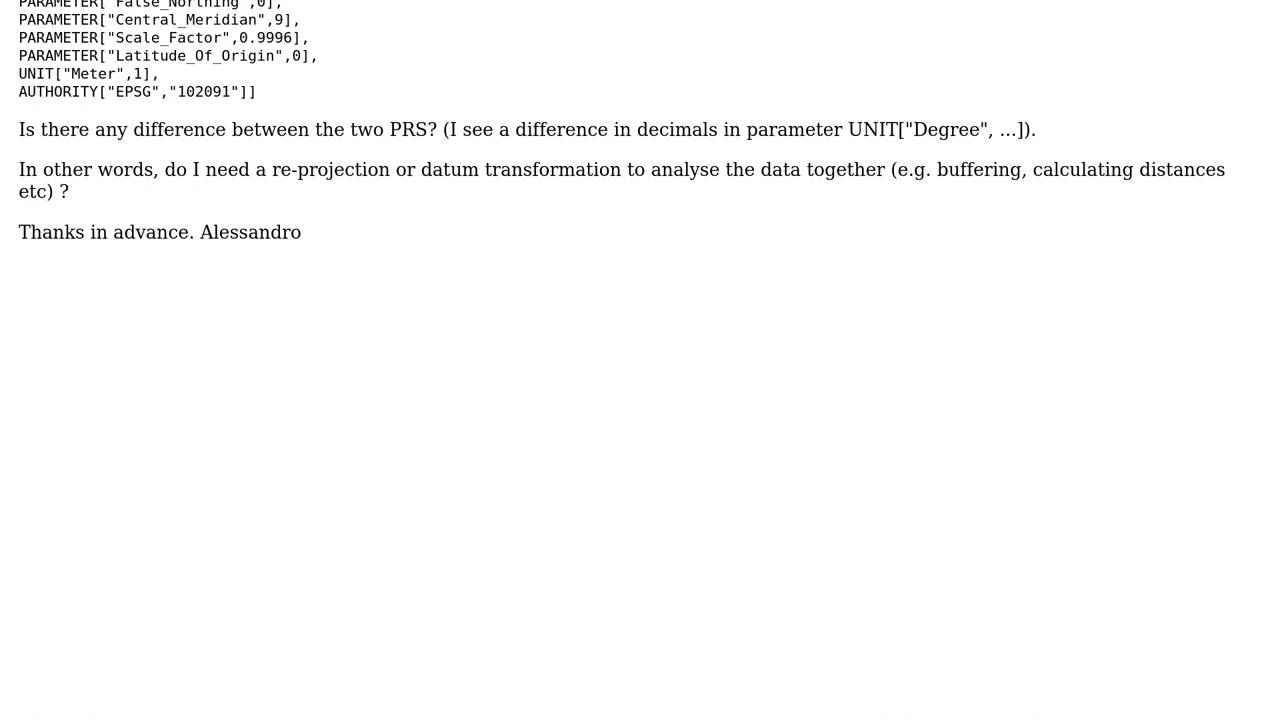 PARAMETER["False_Northing",0],
PARAMETER["Central_Meridian",9],
PARAMETER["Scale_Factor",0.9996],
PARAMETER["Latitude_Of_Origin",0],
UNIT["Meter",1],
AUTHORITY["EPSG","102091"]]
Is there any difference between the two PRS? (I see a difference in decimals in parameter UNIT["Degree", ...]).
In other words, do I need a re-projection or datum transformation to analyse the data together (e.g. buffering, calculating distances
etc) ?
Thanks in advance. Alessandro